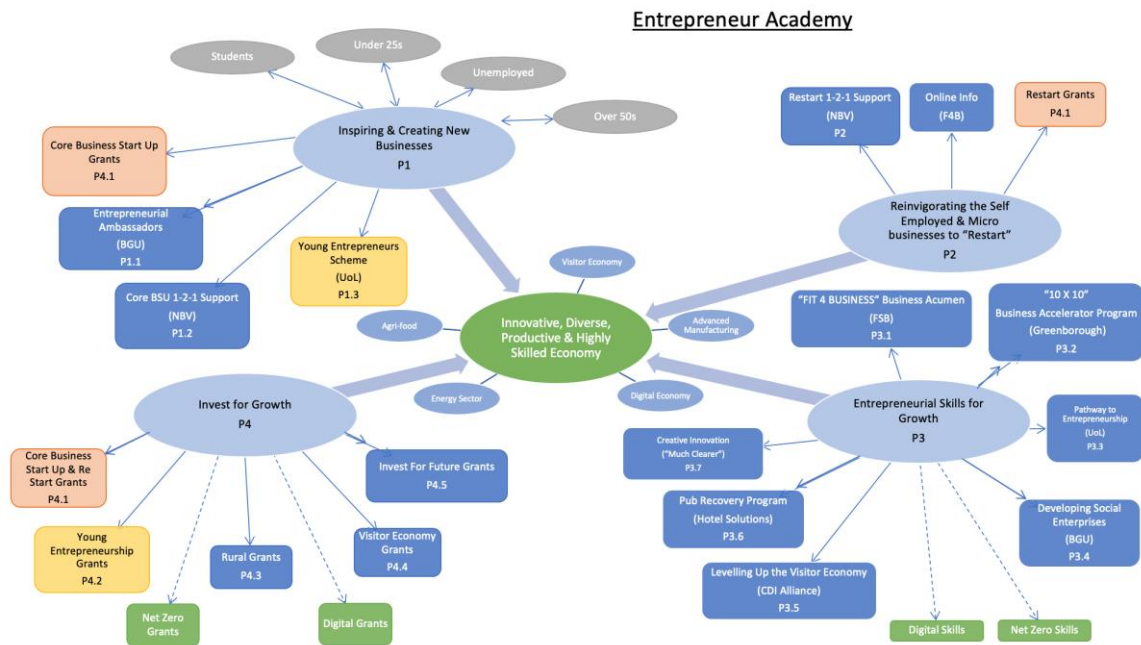 Entrepreneur Academy
Students
Under 25s
Unemployed
Over 50s
Inspiring & Creating New
Businesses
P1
Core Business Start Up
Grants
P4.1
Entrepreneurial
Ambassadors
(BGU)
P1.1
Core BSU 1-2-1 Support
(NBV)
P1.2
Young Entrepreneurs
Scheme
(UoL)
P1.3
Restart 1-2-1 Support
(NBV)
P2
Online Info
(F4B)
Restart Grants
P4.1
Reinvigorating the Self
Employed & Micro
businesses to “Restart”
P2
Visitor Economy
Agri-food
Advanced
Manufacturing
Innovative, Diverse,
Productive & Highly
Skilled Economy
Energy Sector
Digital Economy
“FIT 4 BUSINESS” Business Acumen
(FSB)
P3.1
“10 X 10”
Business Accelerator Program
(Greenborough)
P3.2
Entrepreneurial Skills for
Growth
P3
Pathway to
Entrepreneurship
(UoL)
P3.3
Creative Innovation
(“Much Clearer”)
P3.7
Pub Recovery Program
(Hotel Solutions)
P3.6
Developing Social
Enterprises
(BGU)
P3.4
Levelling Up the Visitor Economy
(CDI Alliance)
P3.5
Digital Skills
Net Zero Skills
Invest for Growth
P4
Core Business
Start Up & Re
Start Grants
P4.1
Invest For Future Grants
P4.5
Young
Entrepreneurship
Grants
P4.2
Rural Grants
P4.3
Visitor Economy
Grants
P4.4
Net Zero
Grants
Digital Grants